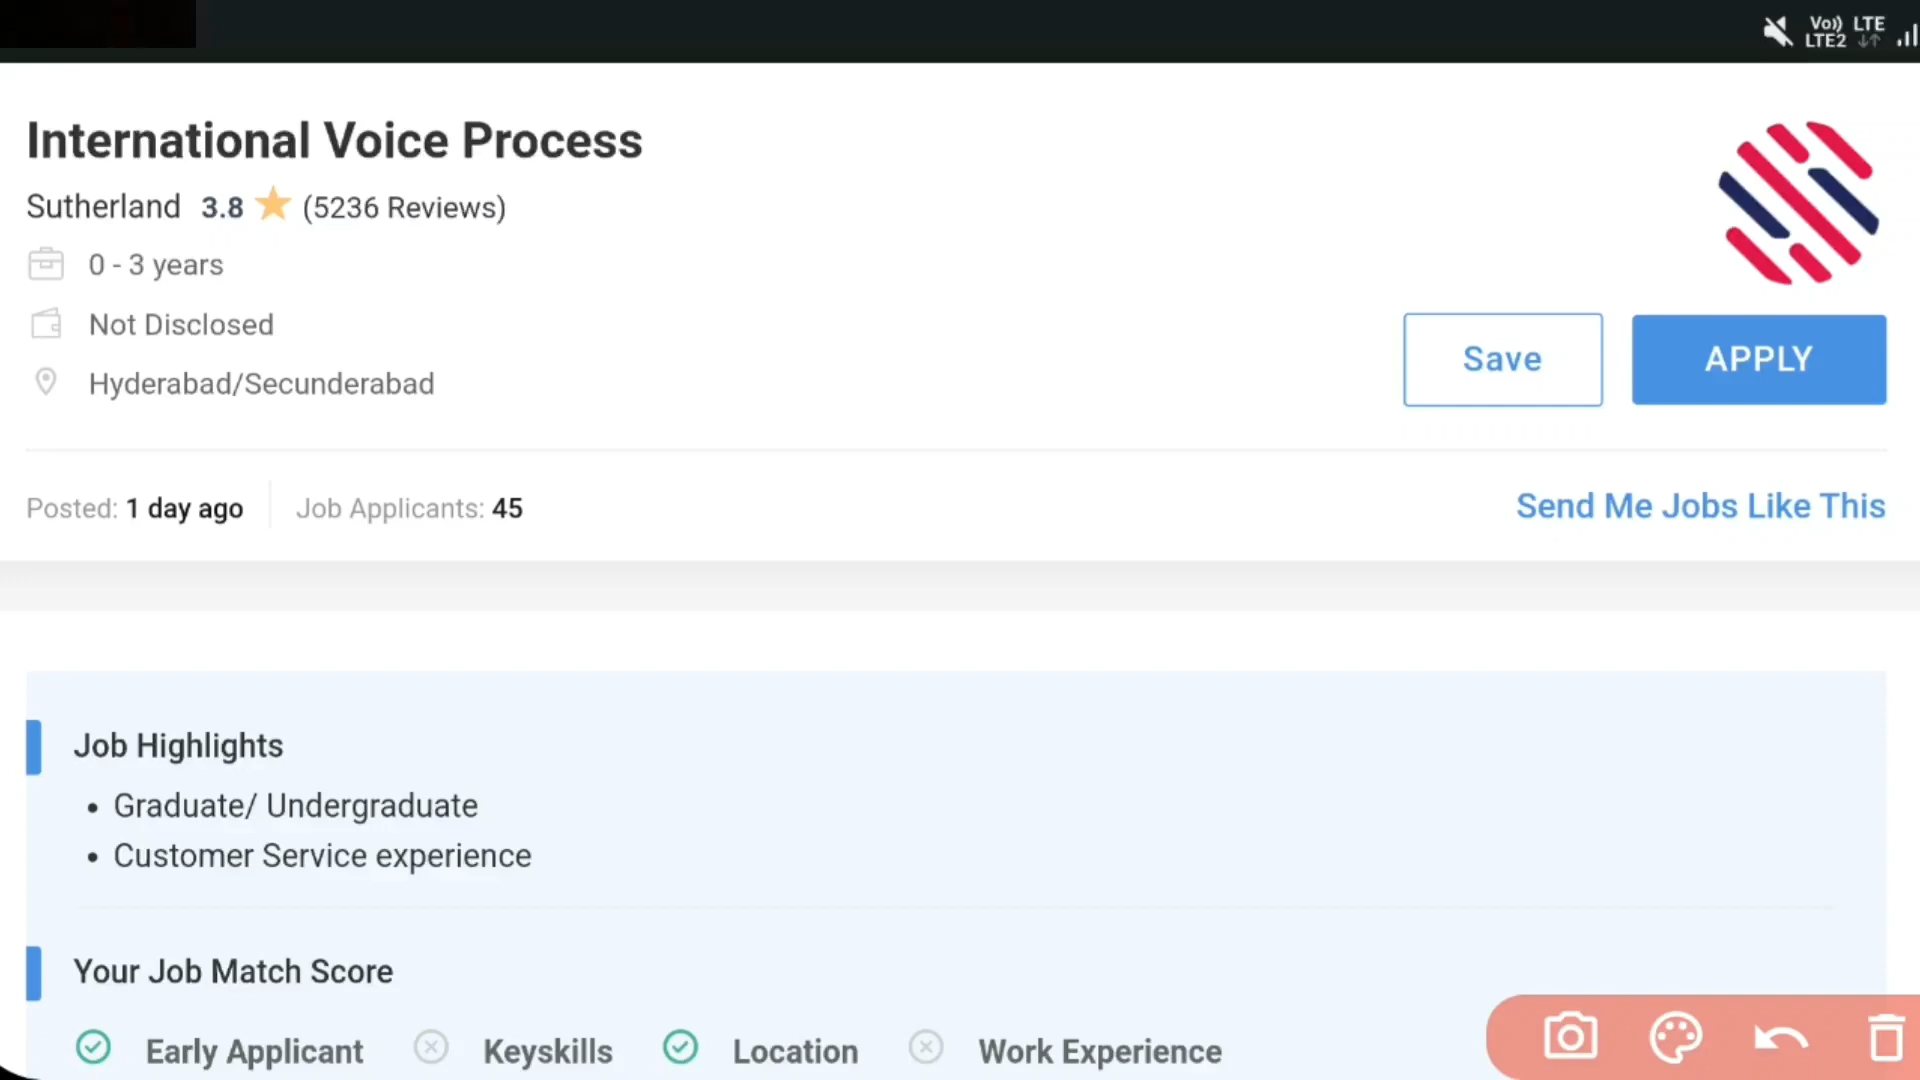 Vo)) LTE
LTE2
International Voice Process
Sutherland 3.8 (5236 Reviews)
0 - 3 years
Not Disclosed
Hyderabad/Secunderabad
Save
APPLY
Posted: 1 day ago
Job Applicants: 45
Send Me Jobs Like This
Job Highlights
• Graduate/ Undergraduate
• Customer Service experience
Your Job Match Score
Early Applicant
Keyskills
Location
Work Experience